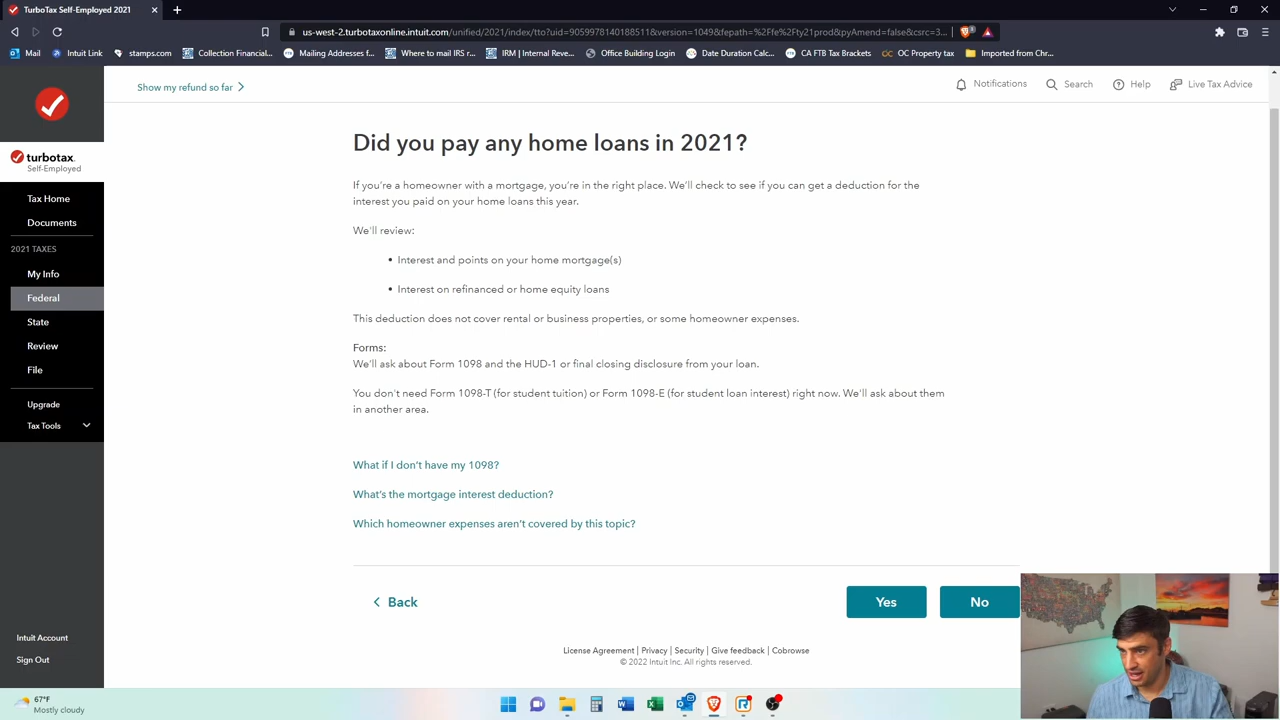 TurboTax Self-Employed 2021
us-west-2.turbotaxonline.intuit.com/unified/2021/index/tto?uid=9059978140188511&version=1049&fepath=%2Ffe%2Fty21prod&pyAmend=false&csrc=3...
Mail
Intuit Link
stamps.com
Collection Financial...
Mailing Addresses f...
Where to mail IRS r...
IRM | Internal Reve...
Office Building Login
Date Duration Calc...
CA FTB Tax Brackets
OC Property tax
Imported from Chr...
Show my refund so far
Notifications
Search
Help
Live Tax Advice
turbotax
Self-Employed
Tax Home
Documents
2021 TAXES
My Info
Federal
State
Review
File
Upgrade
Tax Tools
Intuit Account
Sign Out
Did you pay any home loans in 2021?
If you're a homeowner with a mortgage, you're in the right place. We'll check to see if you can get a deduction for the
interest you paid on your home loans this year.
We'll review:
• Interest and points on your home mortgage(s)
• Interest on refinanced or home equity loans
This deduction does not cover rental or business properties, or some homeowner expenses.
Forms:
We'll ask about Form 1098 and the HUD-1 or final closing disclosure from your loan.
You don't need Form 1098-T (for student tuition) or Form 1098-E (for student loan interest) right now. We'll ask about them
in another area.
What if I don't have my 1098?
What's the mortgage interest deduction?
Which homeowner expenses aren't covered by this topic?
Back
Yes
No
License Agreement | Privacy | Security | Give feedback | Cobrowse
© 2022 Intuit Inc. All rights reserved.
67°F
Mostly cloudy